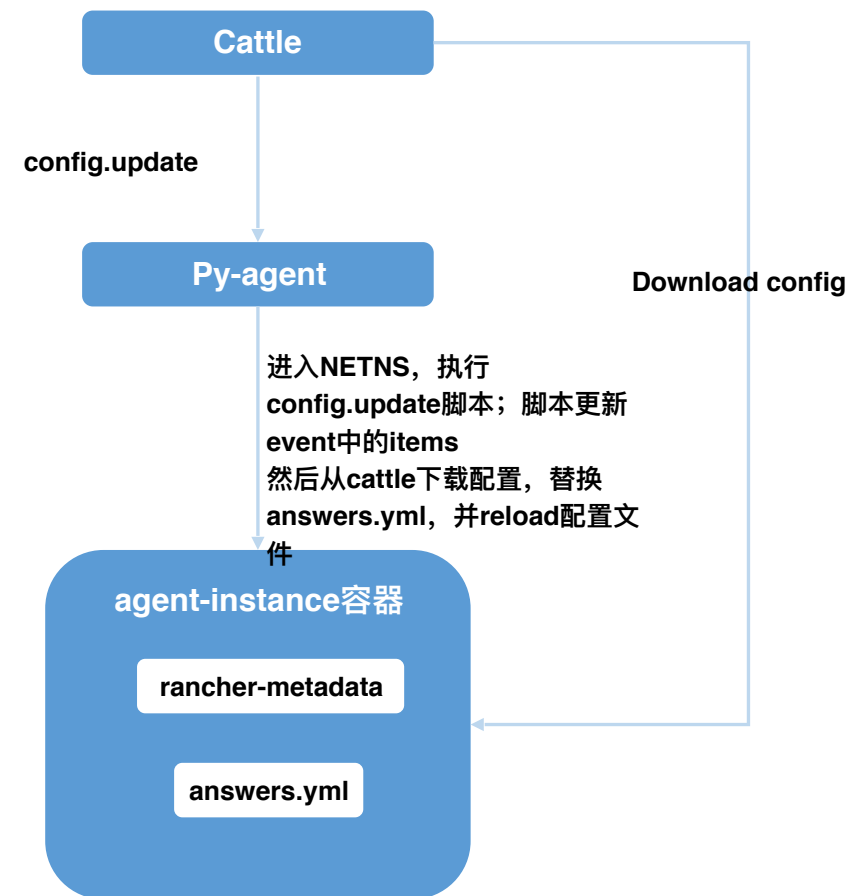 Cattle
config.update
Py-agent
Download config
进入NETNS，执行
config.update脚本；脚本更新
event中的items
然后从cattle下载配置，替换
answers.yml，并reload配置文
件
agent-instance容器
rancher-metadata
answers.yml